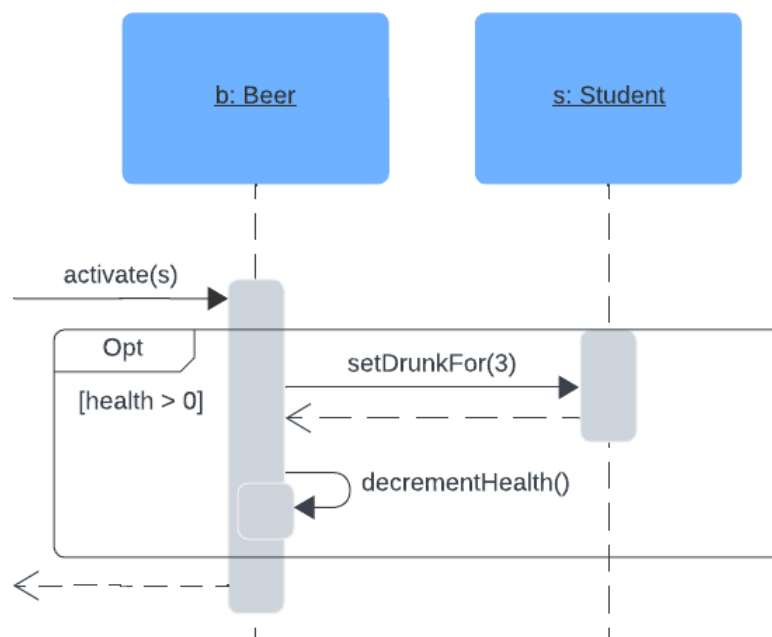 b: Beer
s: Student
activate(s)
Opt
setDrunkFor(3)
[health > 0]
decrementHealth()